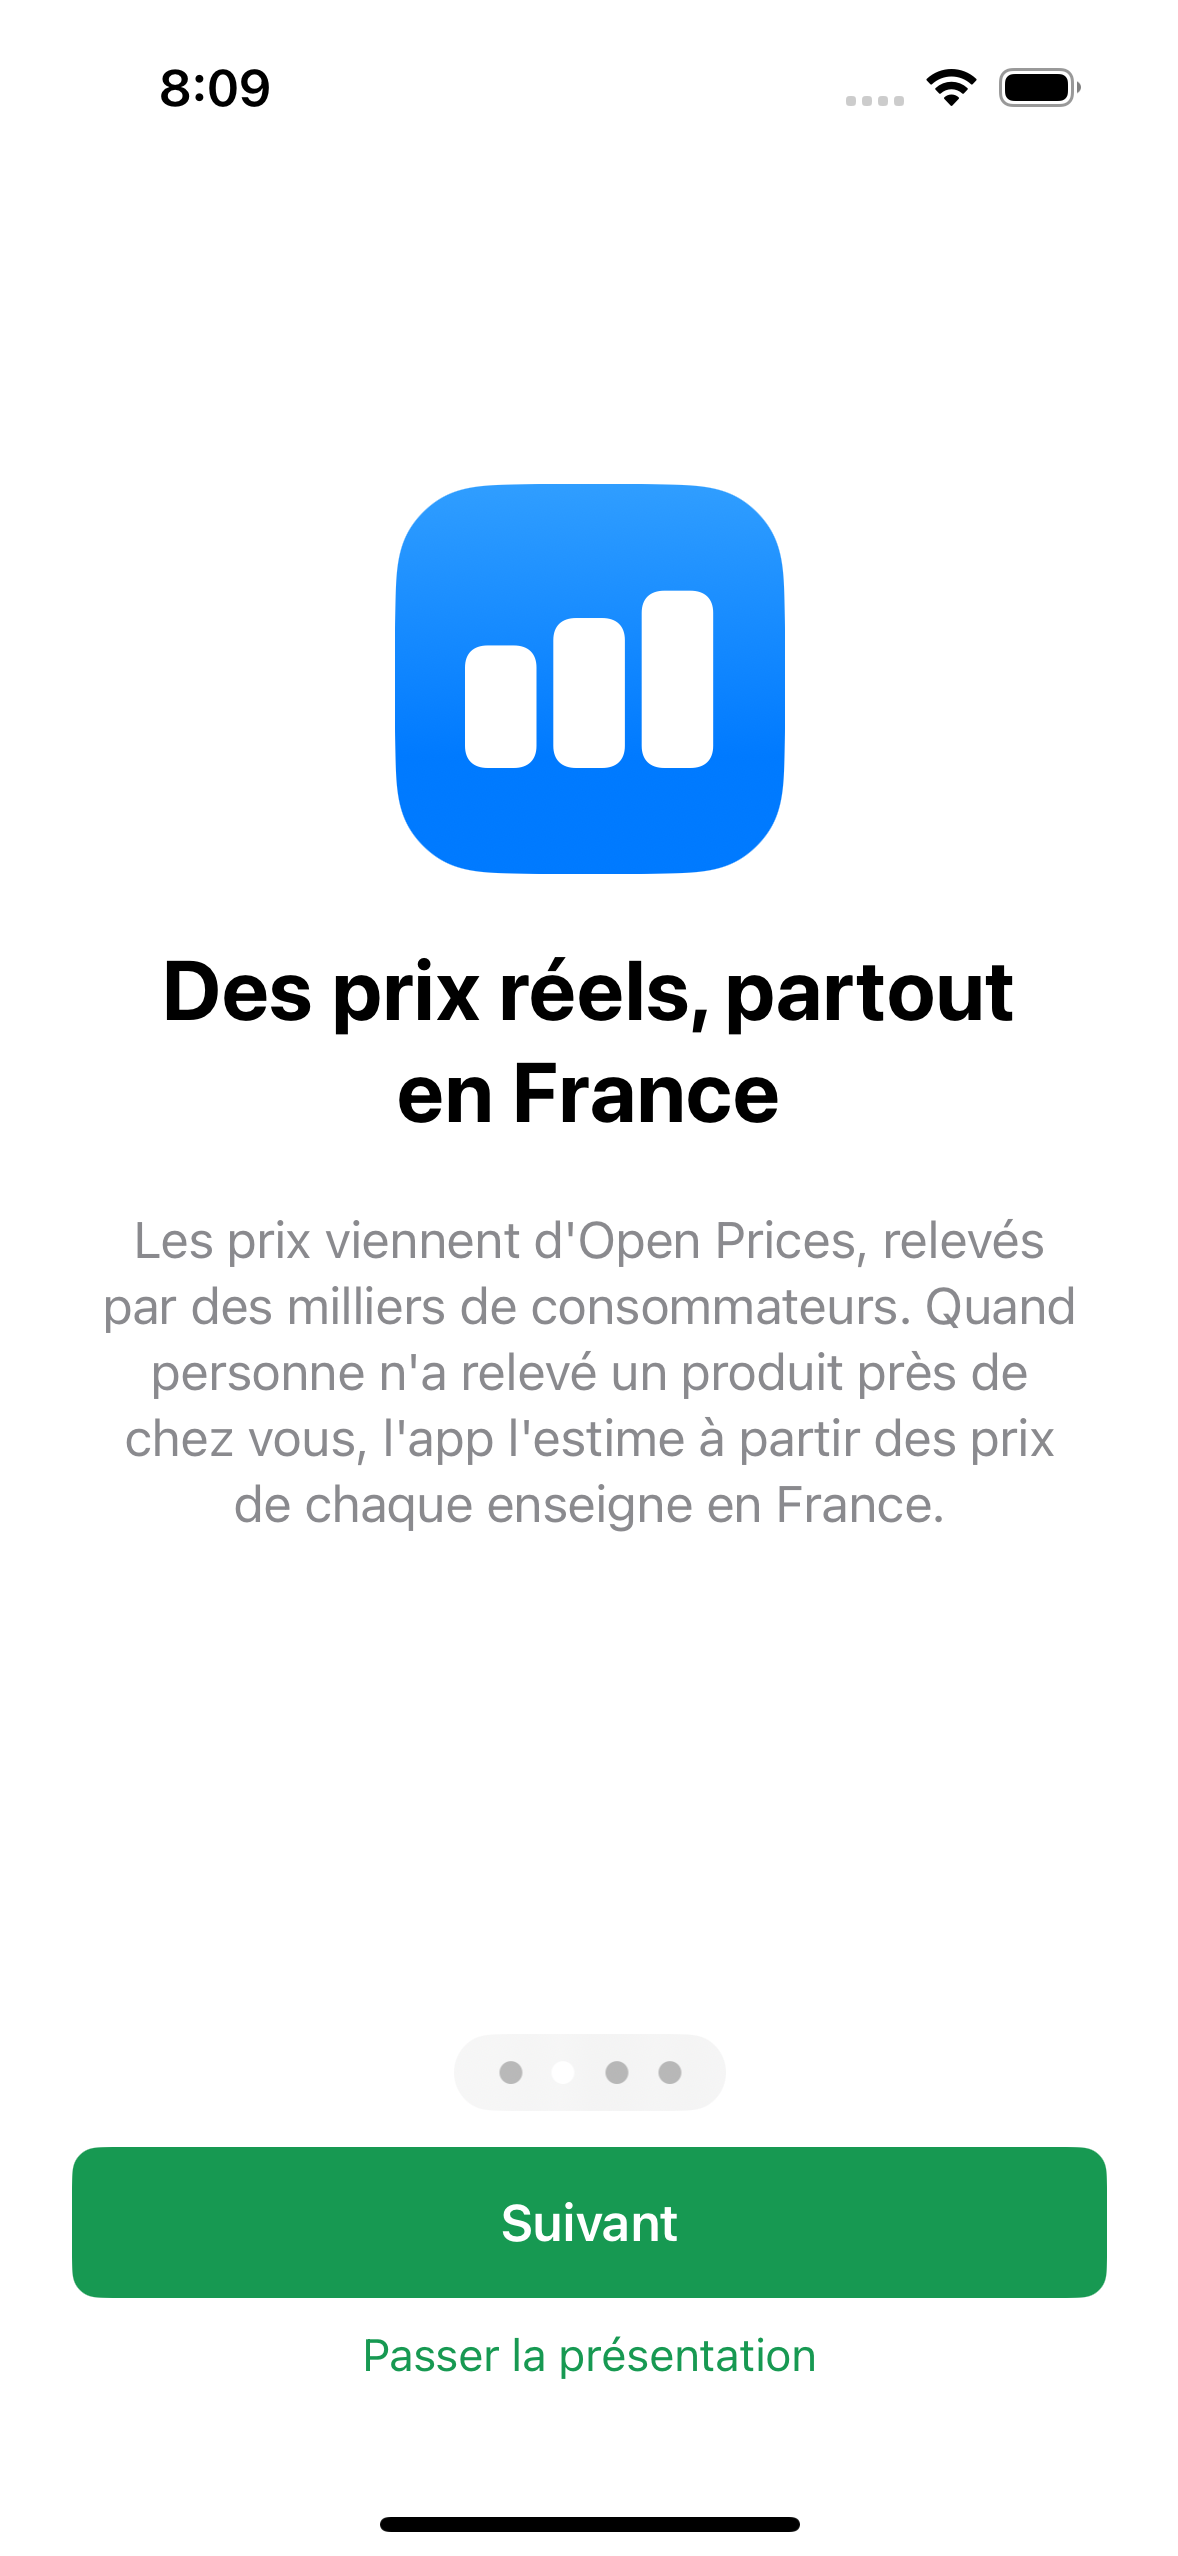 8:09
Des prix réels, partout
en France
Les prix viennent d'Open Prices, relevés
par des milliers de consommateurs. Quand
personne n'a relevé un produit près de
chez vous, l'app l'estime à partir des prix
de chaque enseigne en France.
Suivant
Passer la présentation